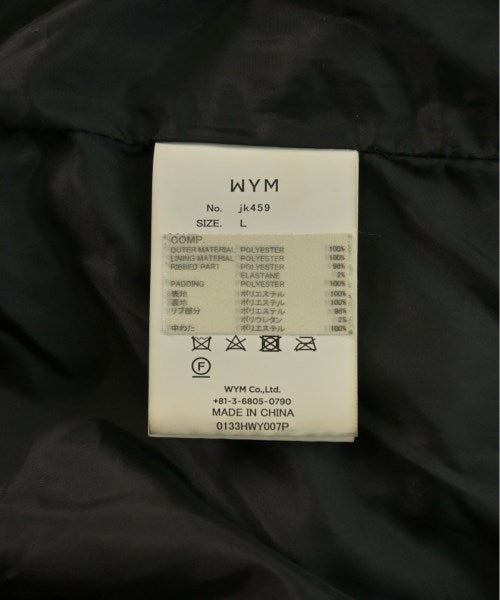 WYM
No. jk459
SIZE. L
COMP.
OUTER MATERIAL POLYESTER 100%
LINING MATERIAL POLYESTER 100%
RIBBED PART POLYESTER 98%
ELASTANE 2%
PADDING POLYESTER 100%
表地 ポリエステル 100%
裏地 ポリエステル 100%
リブ部分 ポリエステル 98%
ポリウレタン 2%
中わた ポリエステル 100%
F
WYM Co.,Ltd.
+81-3-6805-0790
MADE IN CHINA
0133HWY007P